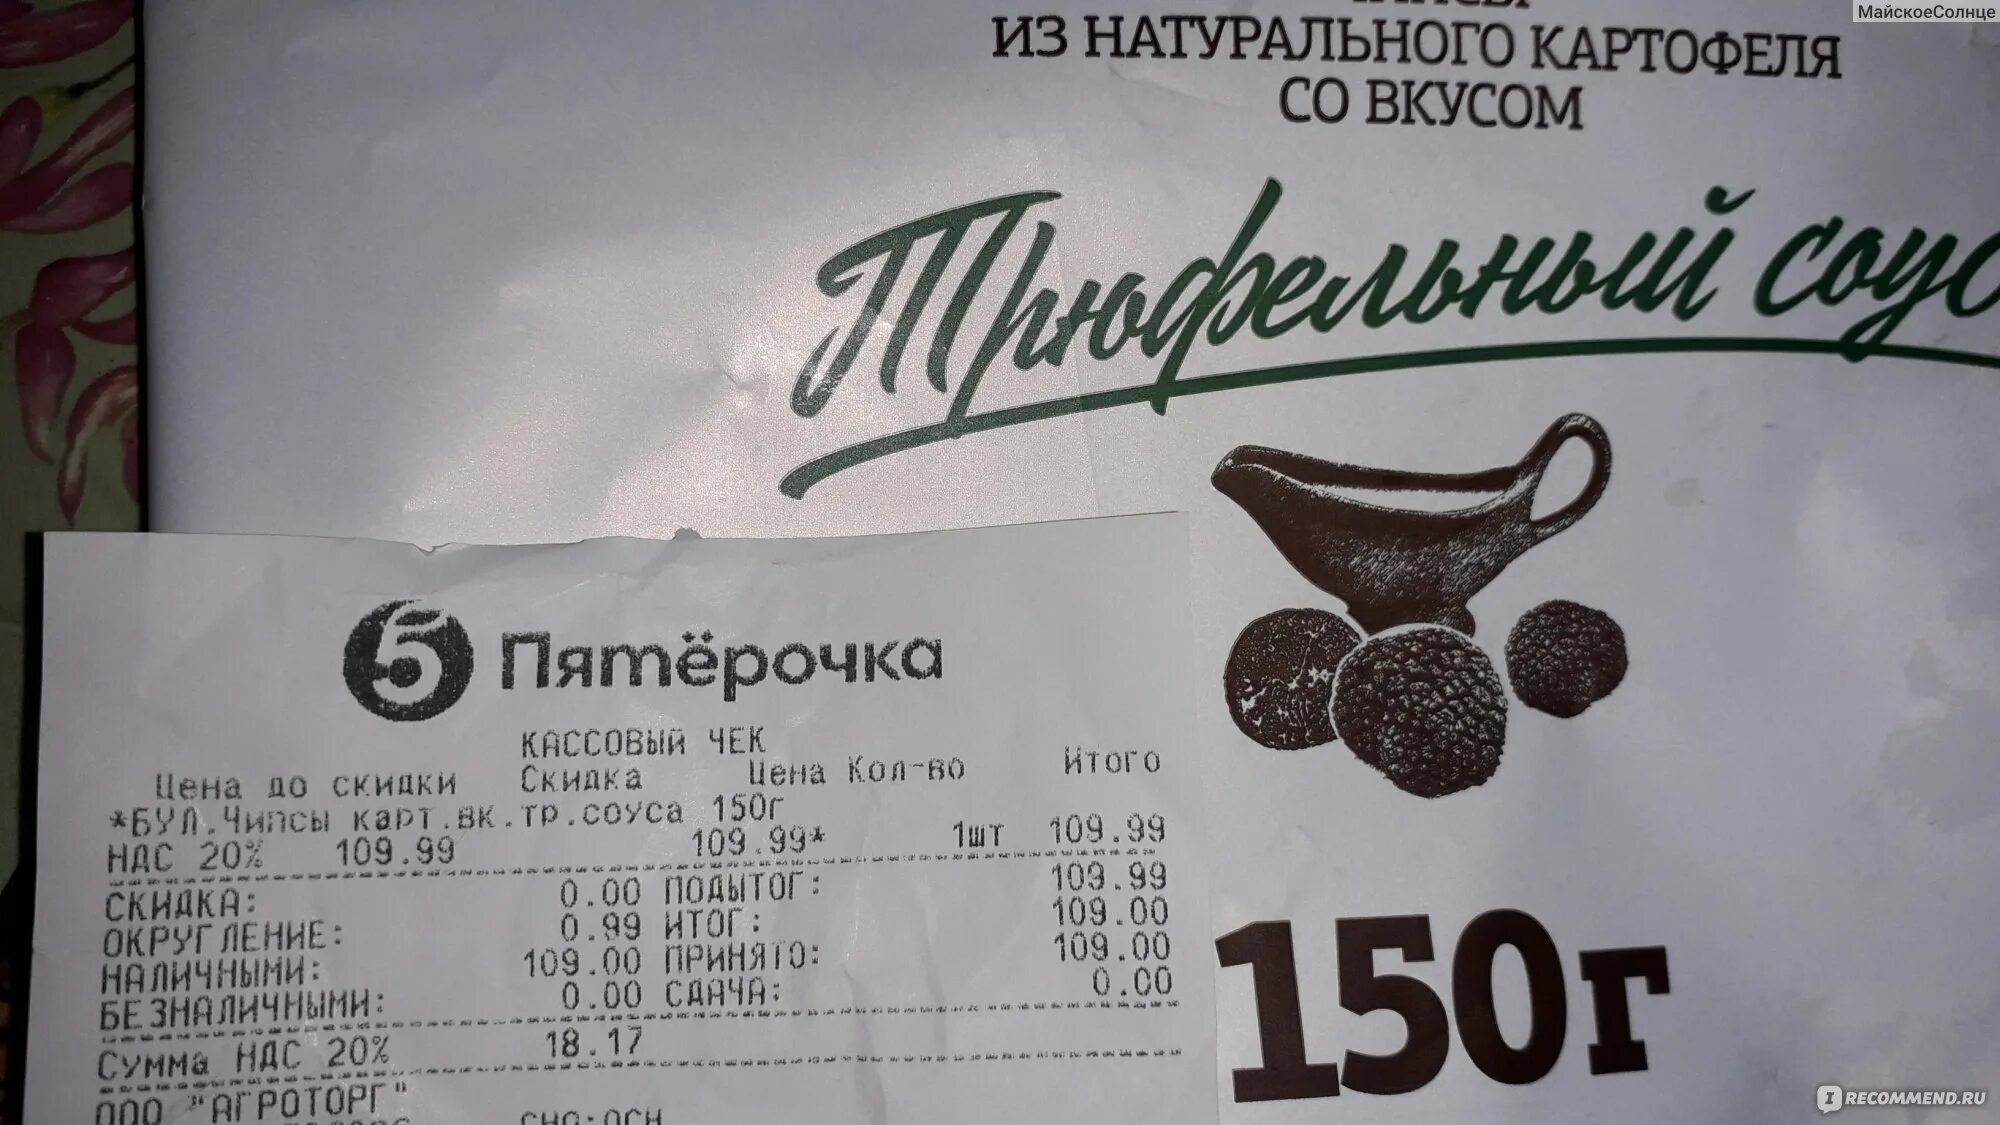 МайскоеСолнце
ИЗ НАТУРАЛЬНОГО КАРТОФЕЛЯ
СО ВКУСОМ
Трюфельный соус
5 Пятёрочка
КАССОВЫЙ ЧЕК
Цена до скидки Скидка Цена Кол-во Итого
*БУЛ.Чипсы карт.вк.тр.соуса 150г
НДС 20% 109.99 109.99* 1шт 109.99
СКИДКА: 0.00 ПОДЫТОГ: 109.99
ОКРУГЛЕНИЕ: 0.99 ИТОГ: 109.00
НАЛИЧНЫМИ: 109.00 ПРИНЯТО: 109.00
БЕЗНАЛИЧНЫМИ: 0.00 СДАЧА: 0.00
Сумма НДС 20% 18.17
ООО "АГРОТОРГ"
СНО:ОСН
150г
I RECOMMEND.RU